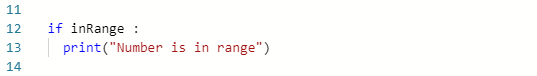 11
12 if inRange :
13 print("Number is in range")
14